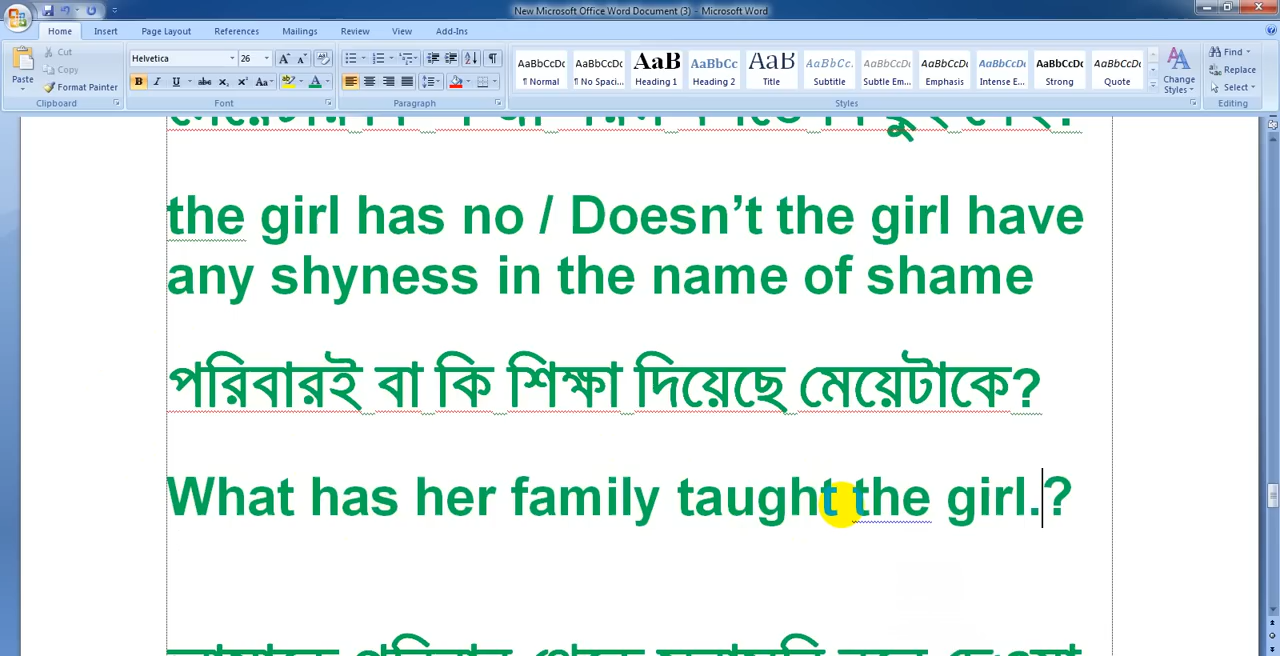 New Microsoft Office Word Document (3) - Microsoft Word
Home Insert Page Layout References Mailings Review View Add-Ins
Cut
Copy
Format Painter
Paste
Clipboard
Helvetica 26
Font
Paragraph
AaBbCcDc AaBbCcDc AaB AaBbCc AaB AaBbCc. AaBbCcDc AaBbCcDc AaBbCcDc AaBbCcDc AaBbCcDc
¶ Normal ¶ No Spaci... Heading 1 Heading 2 Title Subtitle Subtle Em... Emphasis Intense E... Strong Quote
Change Styles
Styles
Find
Replace
Select
Editing
the girl has no / Doesn’t the girl have
any shyness in the name of shame
পরিবারই বা কি শিক্ষা দিয়েছে মেয়েটাকে?
What has her family taught the girl.?